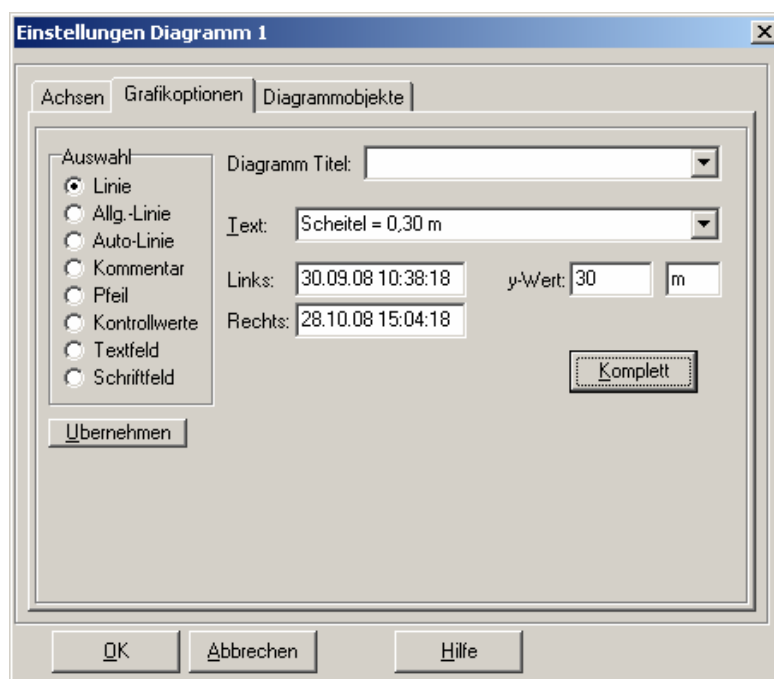 Einstellungen Diagramm 1
Achsen
Grafikoptionen
Diagrammobjekte
Auswahl
Linie
Allg.-Linie
Auto-Linie
Kommentar
Pfeil
Kontrollwerte
Textfeld
Schriftfeld
Übernehmen
Diagramm Titel:
Text: Scheitel = 0,30 m
Links: 30.09.08 10:38:18 y-Wert: 30 m
Rechts: 28.10.08 15:04:18
Komplett
OK Abbrechen Hilfe